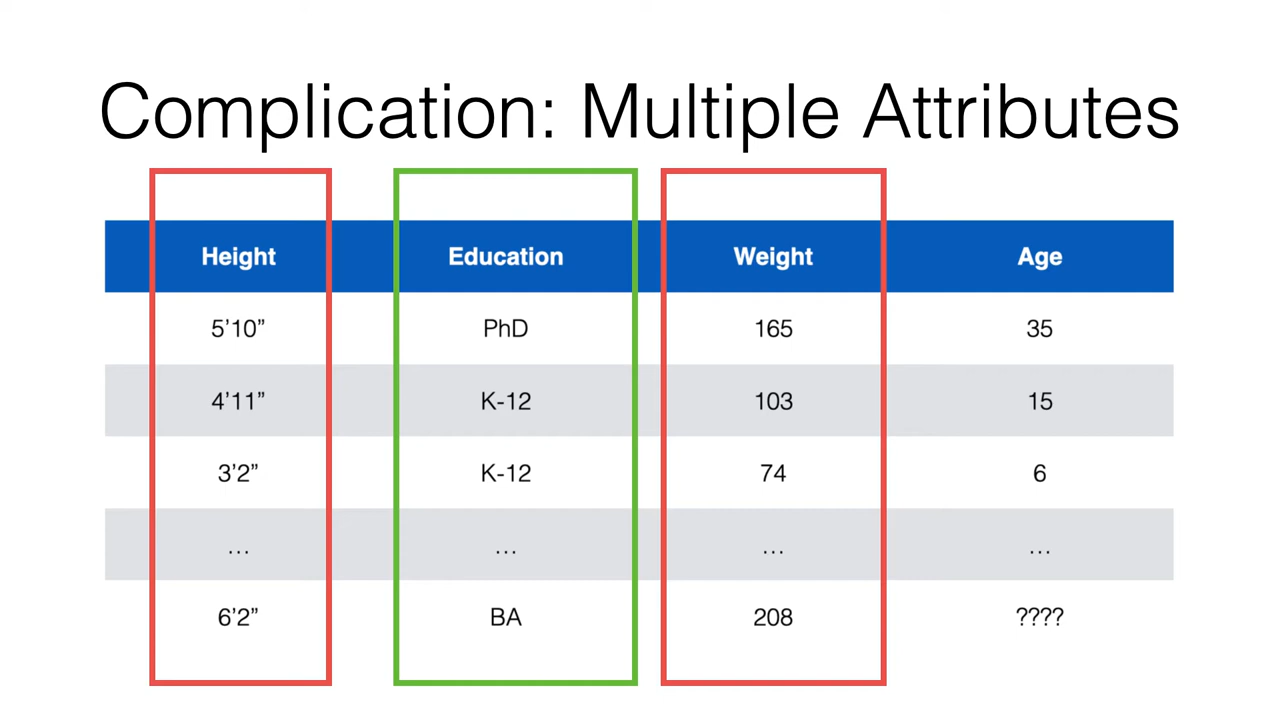 Complication: Multiple Attributes
Height Education Weight Age
5’10” PhD 165 35
4’11” K-12 103 15
3’2” K-12 74 6
… … … …
6’2” BA 208 ????